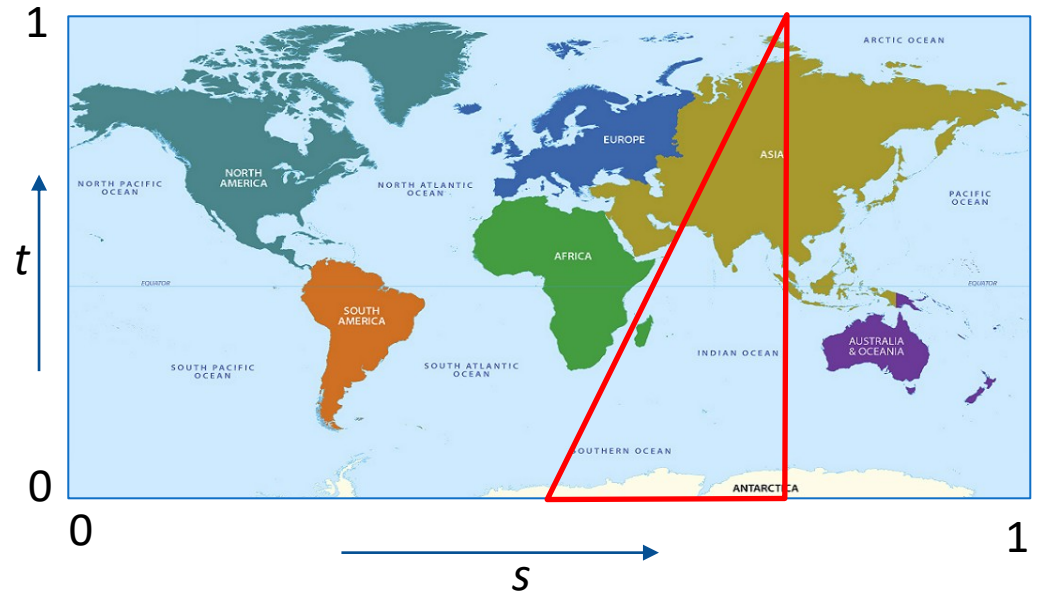 1
ARCTIC OCEAN
EUROPE
ASIA
NORTH
AMERICA
NORTH PACIFIC
OCEAN
NORTH ATLANTIC
OCEAN
PACIFIC
OCEAN
t
AFRICA
EQUATOR
EQUATOR
SOUTH
AMERICA
AUSTRALIA
& OCEANIA
INDIAN OCEAN
SOUTH PACIFIC
OCEAN
SOUTH ATLANTIC
OCEAN
SOUTHERN OCEAN
ANTARCTICA
0
0
1
s